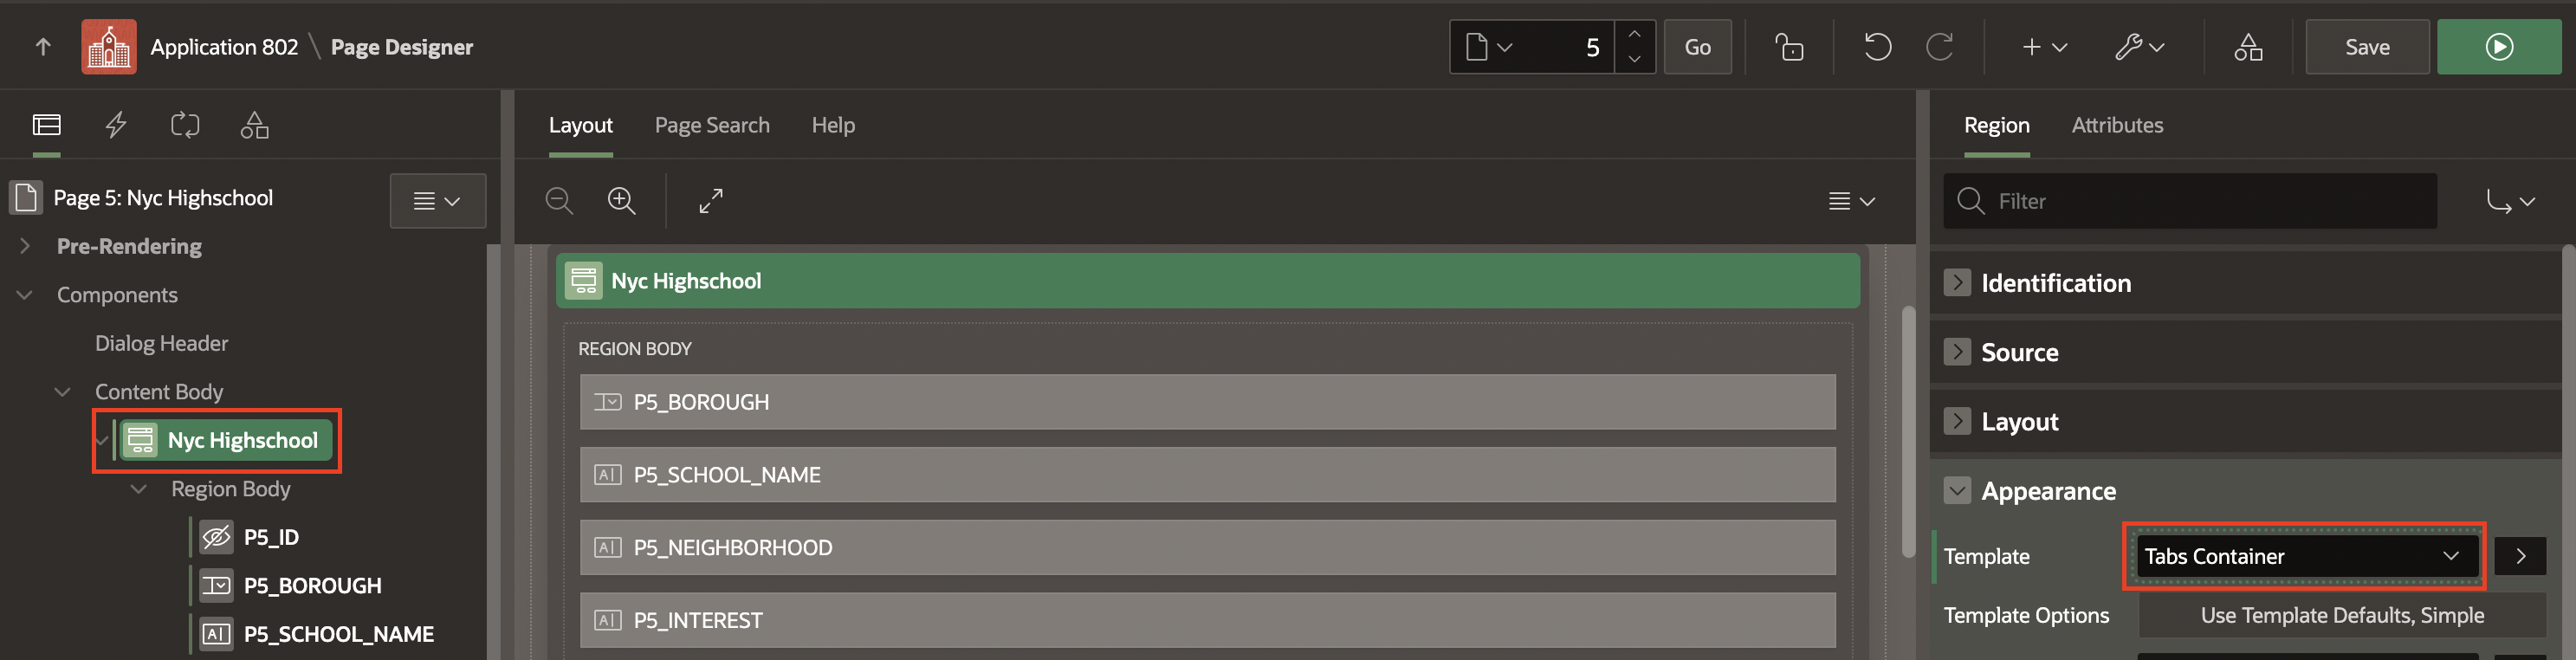 Application 802 \ Page Designer
5
Go
Save
Layout
Page Search
Help
Region
Attributes
Page 5: Nyc Highschool
Filter
Pre-Rendering
Components
Dialog Header
Content Body
Nyc Highschool
Region Body
P5_ID
P5_BOROUGH
P5_SCHOOL_NAME
Nyc Highschool
REGION BODY
P5_BOROUGH
P5_SCHOOL_NAME
P5_NEIGHBORHOOD
P5_INTEREST
Identification
Source
Layout
Appearance
Template
Tabs Container
Template Options
Use Template Defaults, Simple